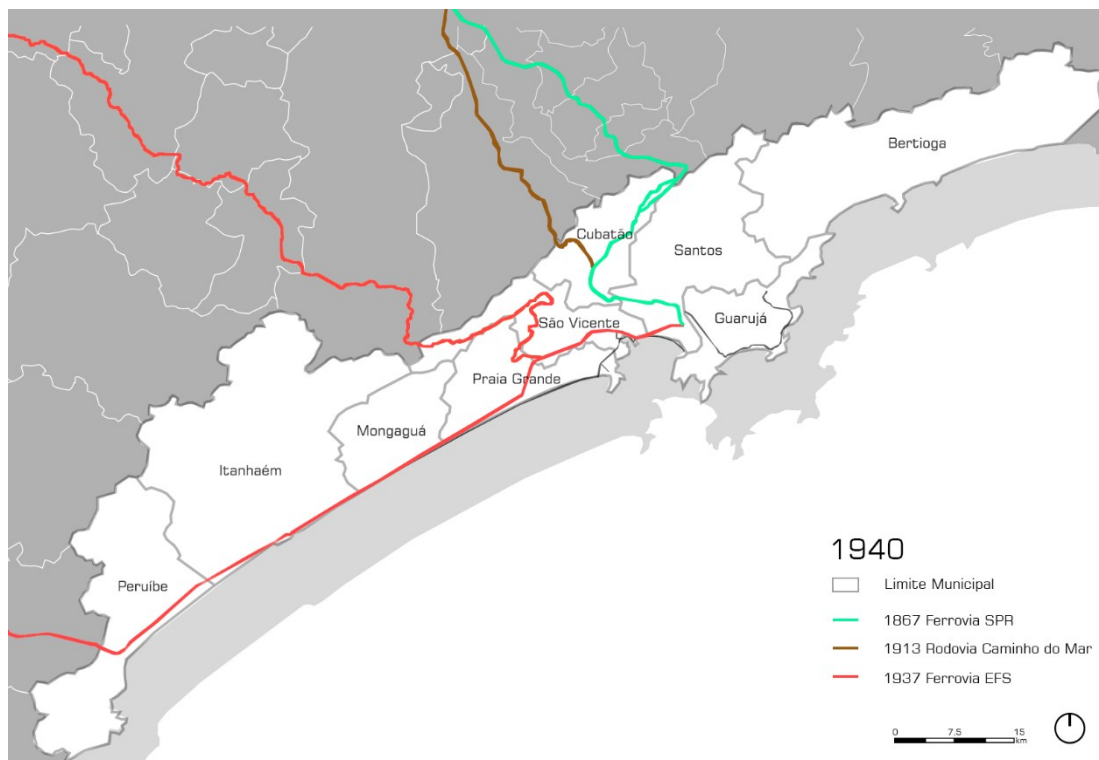 Bertioga
Cubatão
Santos
Guarujá
São Vicente
Praia Grande
Mongaguá
Itanhaém
Peruíbe
1940
Limite Municipal
1867 Ferrovia SPR
1913 Rodovia Caminho do Mar
1937 Ferrovia EFS
0 7.5 15
km